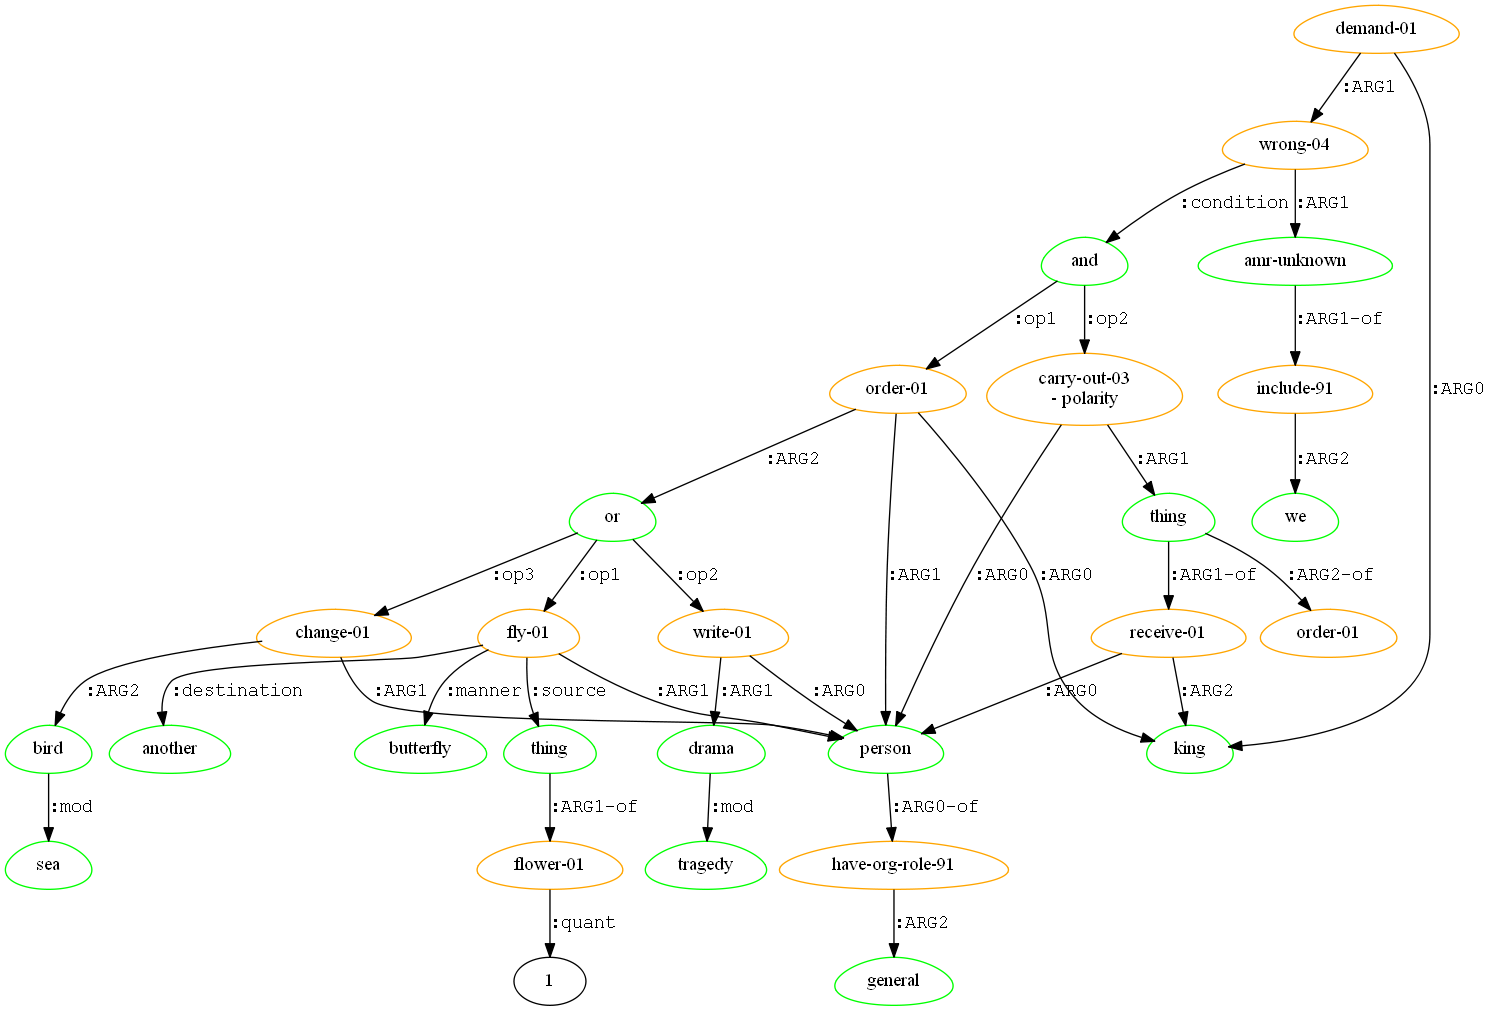 demand-01
:ARG1
wrong-04
:condition :ARG1
and amr-unknown
:op1 :op2 :ARG1-of
:ARG0
order-01 carry-out-03 include-91
- polarity
:ARG2 :ARG1 :ARG2
or thing we
:op3 :op1 :op2 :ARG1 :ARG0 :ARG0 :ARG1-of :ARG2-of
change-01 fly-01 write-01 receive-01 order-01
:ARG2 :destination :ARG1 :manner :source :ARG1 :ARG1 :ARG0 :ARG0 :ARG2
bird another butterfly thing drama person king
:mod :ARG1-of :mod :ARG0-of
sea flower-01 tragedy have-org-role-91
:quant :ARG2
1 general